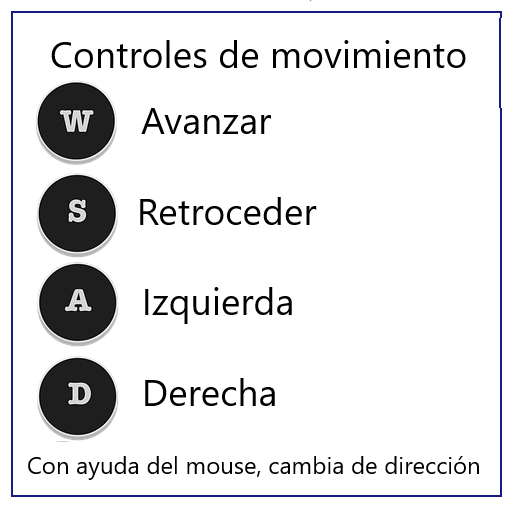 Controles de movimiento
W Avanzar
S Retroceder
A Izquierda
D Derecha
Con ayuda del mouse, cambia de dirección